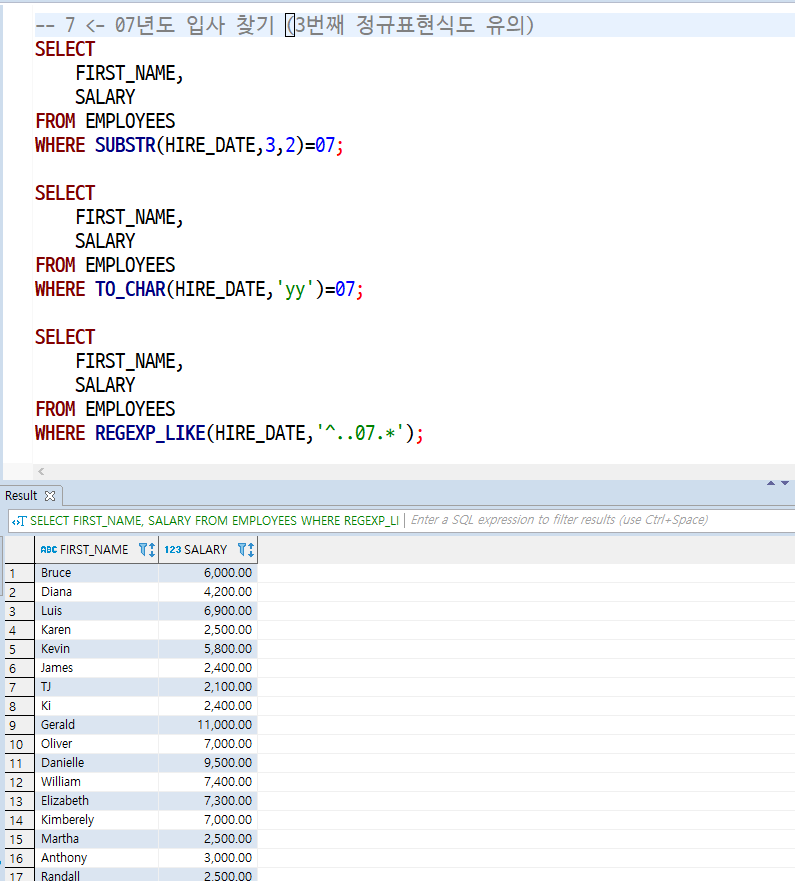 -- 7 <- 07년도 입사 찾기 (3번째 정규표현식도 유의)
SELECT
    FIRST_NAME,
    SALARY
FROM EMPLOYEES
WHERE SUBSTR(HIRE_DATE,3,2)=07;

SELECT
    FIRST_NAME,
    SALARY
FROM EMPLOYEES
WHERE TO_CHAR(HIRE_DATE,'yy')=07;

SELECT
    FIRST_NAME,
    SALARY
FROM EMPLOYEES
WHERE REGEXP_LIKE(HIRE_DATE,'^..07.*');
Result
SELECT FIRST_NAME, SALARY FROM EMPLOYEES WHERE REGEXP_LI Enter a SQL expression to filter results (use Ctrl+Space)
ABC FIRST_NAME 123 SALARY
1 Bruce 6,000.00
2 Diana 4,200.00
3 Luis 6,900.00
4 Karen 2,500.00
5 Kevin 5,800.00
6 James 2,400.00
7 TJ 2,100.00
8 Ki 2,400.00
9 Gerald 11,000.00
10 Oliver 7,000.00
11 Danielle 9,500.00
12 William 7,400.00
13 Elizabeth 7,300.00
14 Kimberely 7,000.00
15 Martha 2,500.00
16 Anthony 3,000.00
17 Randall 2,500.00